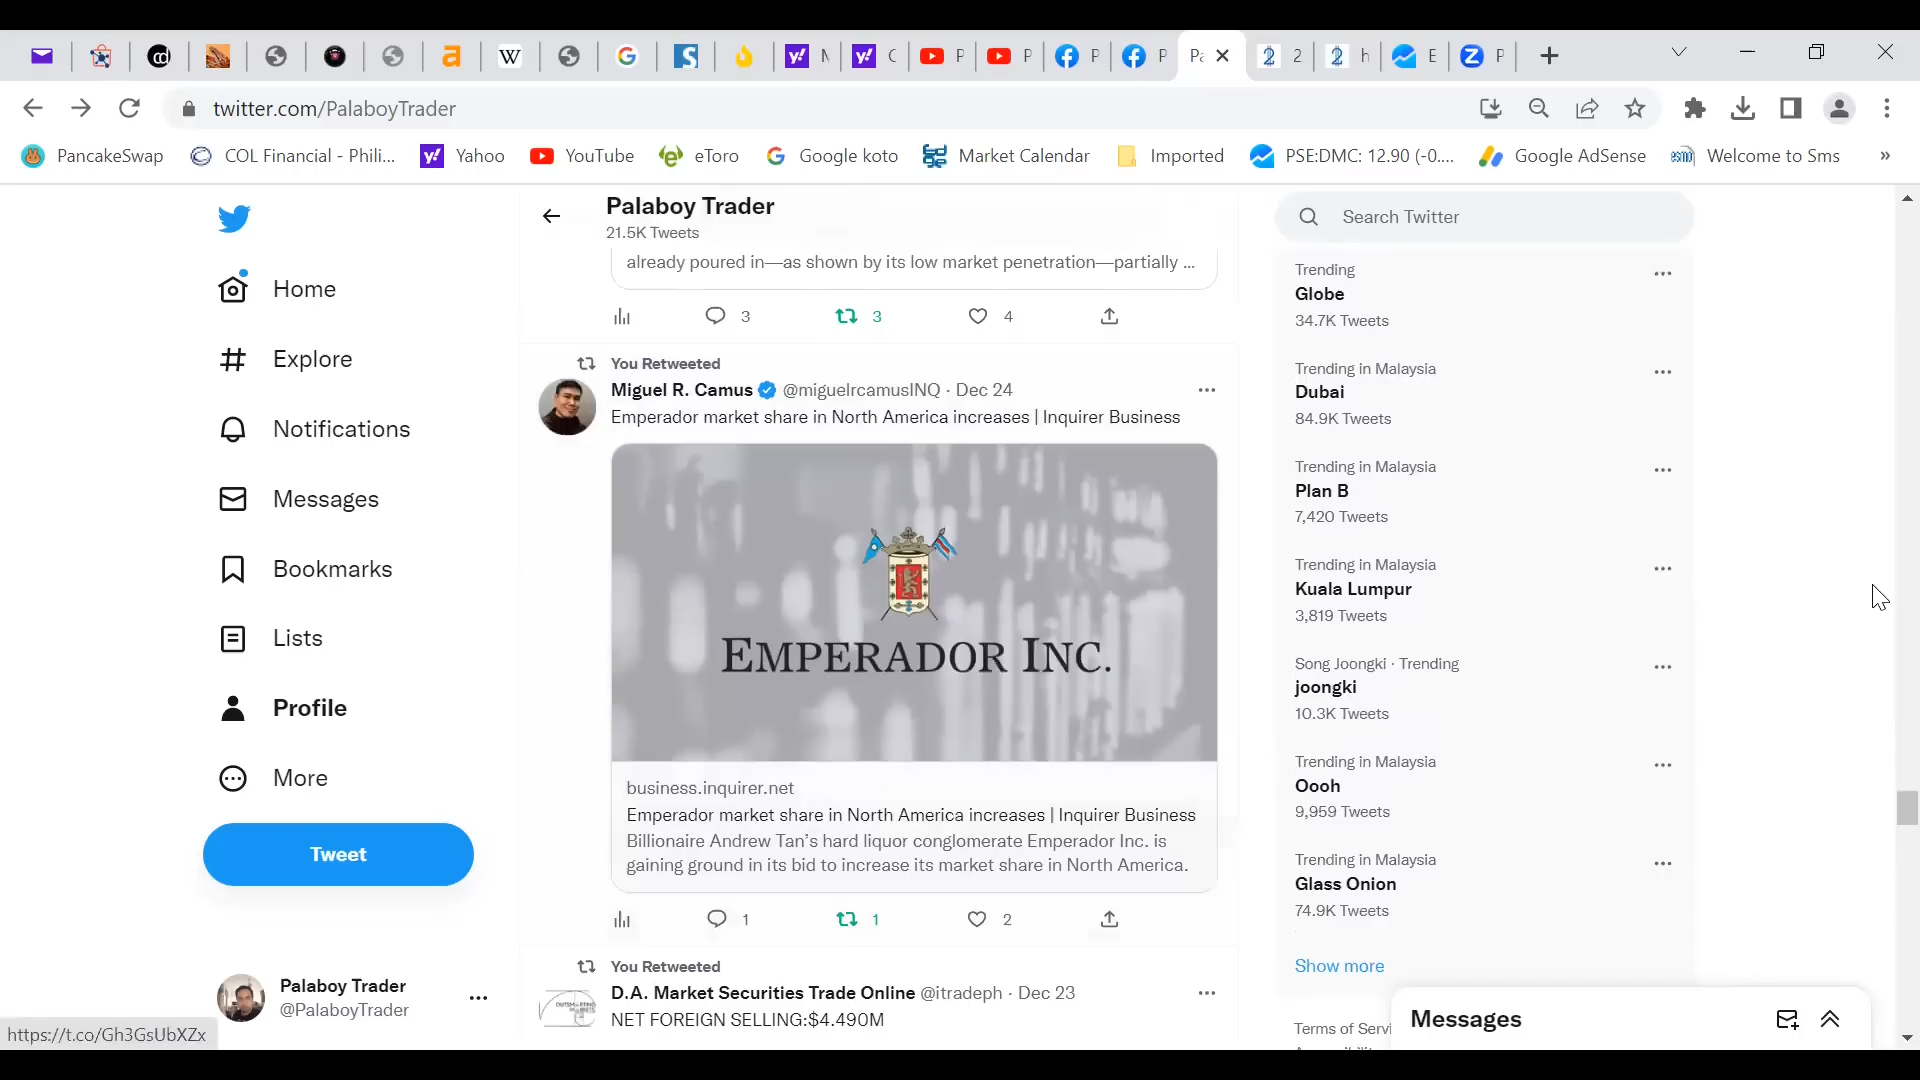 M
C
P
P
P
P
Pa
2
h
E
P
twitter.com/PalaboyTrader
PancakeSwap
COL Financial - Phili...
Yahoo
YouTube
eToro
Google koto
Market Calendar
Imported
PSE:DMC: 12.90 (-0....
Google AdSense
Welcome to Sms
»
Home
Explore
Notifications
Messages
Bookmarks
Lists
Profile
More
Tweet
Palaboy Trader
@PalaboyTrader
https://t.co/Gh3GsUbXZx
Palaboy Trader
21.5K Tweets
already poured in—as shown by its low market penetration—partially ...
3 3 4
You Retweeted
Miguel R. Camus @miguelrcamusINQ · Dec 24
Emperador market share in North America increases | Inquirer Business
EMPERADOR INC.
business.inquirer.net
Emperador market share in North America increases | Inquirer Business
Billionaire Andrew Tan’s hard liquor conglomerate Emperador Inc. is
gaining ground in its bid to increase its market share in North America.
1 1 2
You Retweeted
D.A. Market Securities Trade Online @itradeph · Dec 23
NET FOREIGN SELLING:$4.490M
Search Twitter
Trending
Globe
34.7K Tweets
Trending in Malaysia
Dubai
84.9K Tweets
Trending in Malaysia
Plan B
7,420 Tweets
Trending in Malaysia
Kuala Lumpur
3,819 Tweets
Song Joongki · Trending
joongki
10.3K Tweets
Trending in Malaysia
Oooh
9,959 Tweets
Trending in Malaysia
Glass Onion
74.9K Tweets
Show more
Terms of Servi
Messages